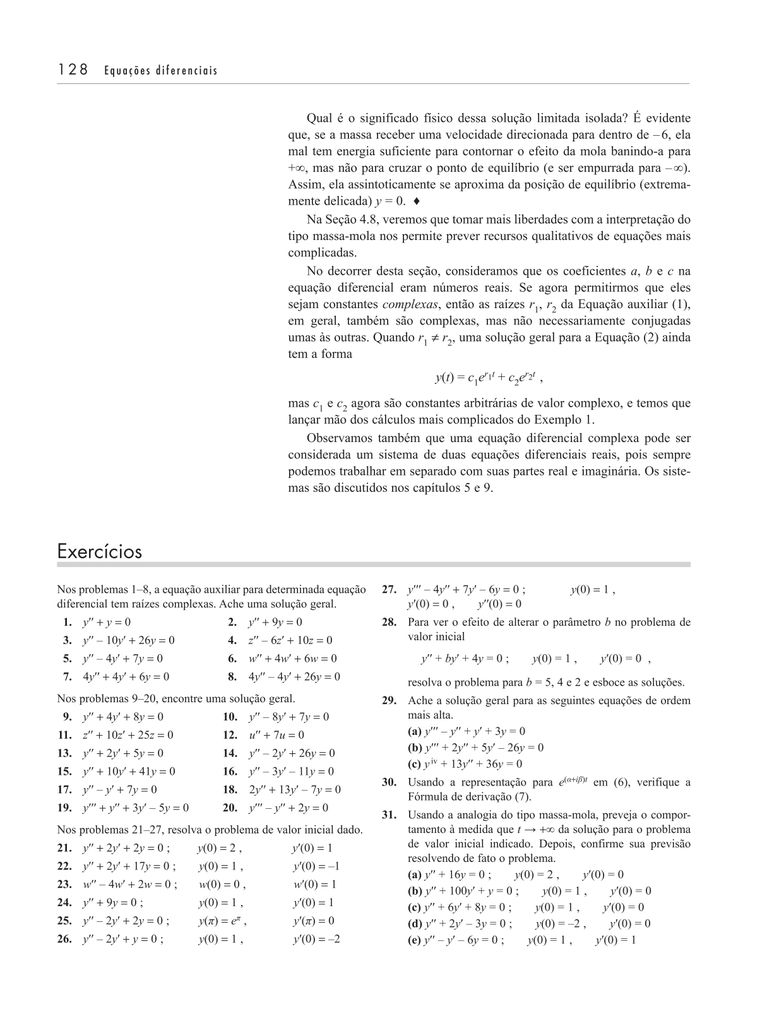 128 Equações diferenciais
Qual é o significado físico dessa solução limitada isolada? É evidente
que, se a massa receber uma velocidade direcionada para dentro de –6, ela
mal tem energia suficiente para contornar o efeito da mola banindo-a para
+∞, mas não para cruzar o ponto de equilíbrio (e ser empurrada para –∞).
Assim, ela assintoticamente se aproxima da posição de equilíbrio (extrema-
mente delicada) y = 0. ♦
Na Seção 4.8, veremos que tomar mais liberdades com a interpretação do
tipo massa-mola nos permite prever recursos qualitativos de equações mais
complicadas.
No decorrer desta seção, consideramos que os coeficientes a, b e c na
equação diferencial eram números reais. Se agora permitirmos que eles
sejam constantes complexas, então as raízes r₁, r₂ da Equação auxiliar (1),
em geral, também são complexas, mas não necessariamente conjugadas
umas às outras. Quando r₁ ≠ r₂, uma solução geral para a Equação (2) ainda
tem a forma
y(t) = c₁e^{r₁t} + c₂e^{r₂t} ,
mas c₁ e c₂ agora são constantes arbitrárias de valor complexo, e temos que
lançar mão dos cálculos mais complicados do Exemplo 1.
Observamos também que uma equação diferencial complexa pode ser
considerada um sistema de duas equações diferenciais reais, pois sempre
podemos trabalhar em separado com suas partes real e imaginária. Os siste-
mas são discutidos nos capítulos 5 e 9.
Exercícios
Nos problemas 1–8, a equação auxiliar para determinada equação
diferencial tem raízes complexas. Ache uma solução geral.
1. y″ + y = 0 2. y″ + 9y = 0
3. y″ – 10y′ + 26y = 0 4. z″ – 6z′ + 10z = 0
5. y″ – 4y′ + 7y = 0 6. w″ + 4w′ + 6w = 0
7. 4y″ + 4y′ + 6y = 0 8. 4y″ – 4y′ + 26y = 0
Nos problemas 9–20, encontre uma solução geral.
9. y″ + 4y′ + 8y = 0 10. y″ – 8y′ + 7y = 0
11. z″ + 10z′ + 25z = 0 12. u″ + 7u = 0
13. y″ + 2y′ + 5y = 0 14. y″ – 2y′ + 26y = 0
15. y″ + 10y′ + 41y = 0 16. y″ – 3y′ – 11y = 0
17. y″ – y′ + 7y = 0 18. 2y″ + 13y′ – 7y = 0
19. y‴ + y″ + 3y′ – 5y = 0 20. y‴ – y″ + 2y = 0
Nos problemas 21–27, resolva o problema de valor inicial dado.
21. y″ + 2y′ + 2y = 0 ; y(0) = 2 , y′(0) = 1
22. y″ + 2y′ + 17y = 0 ; y(0) = 1 , y′(0) = –1
23. w″ – 4w′ + 2w = 0 ; w(0) = 0 , w′(0) = 1
24. y″ + 9y = 0 ; y(0) = 1 , y′(0) = 1
25. y″ – 2y′ + 2y = 0 ; y(π) = e^π , y′(π) = 0
26. y″ – 2y′ + y = 0 ; y(0) = 1 , y′(0) = –2
27. y‴ – 4y″ + 7y′ – 6y = 0 ; y(0) = 1 ,
y′(0) = 0 , y″(0) = 0
28. Para ver o efeito de alterar o parâmetro b no problema de
valor inicial
y″ + by′ + 4y = 0 ; y(0) = 1 , y′(0) = 0 ,
resolva o problema para b = 5, 4 e 2 e esboce as soluções.
29. Ache a solução geral para as seguintes equações de ordem
mais alta.
(a) y‴ – y″ + y′ + 3y = 0
(b) y‴ + 2y″ + 5y′ – 26y = 0
(c) y^{iv} + 13y″ + 36y = 0
30. Usando a representação para e^{(α+iβ)t} em (6), verifique a
Fórmula de derivação (7).
31. Usando a analogia do tipo massa-mola, preveja o compor-
tamento à medida que t → +∞ da solução para o problema
de valor inicial indicado. Depois, confirme sua previsão
resolvendo de fato o problema.
(a) y″ + 16y = 0 ; y(0) = 2 , y′(0) = 0
(b) y″ + 100y′ + y = 0 ; y(0) = 1 , y′(0) = 0
(c) y″ + 6y′ + 8y = 0 ; y(0) = 1 , y′(0) = 0
(d) y″ + 2y′ – 3y = 0 ; y(0) = –2 , y′(0) = 0
(e) y″ – y′ – 6y = 0 ; y(0) = 1 , y′(0) = 1